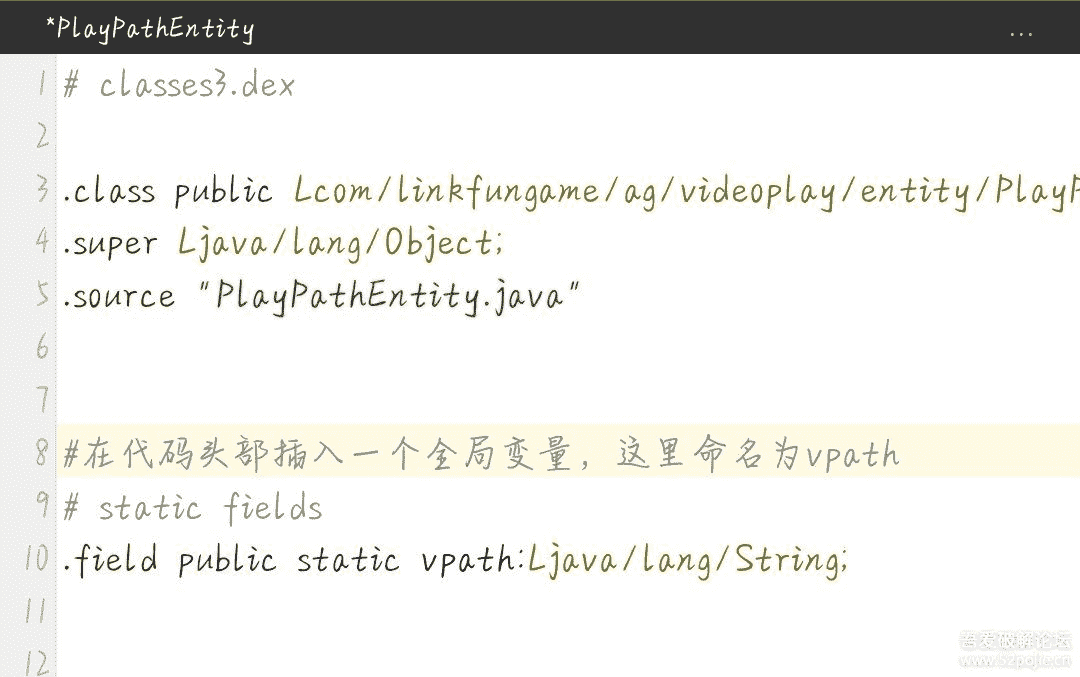 *PlayPathEntity
...
1 # classes3.dex
2
3 .class public Lcom/linkfungame/ag/videoplay/entity/PlayP
4 .super Ljava/lang/Object;
5 .source "PlayPathEntity.java"
6
7
8 #在代码头部插入一个全局变量，这里命名为vpath
9 # static fields
10 .field public static vpath:Ljava/lang/String;
11
12
吾爱破解论坛
www.52pojie.cn